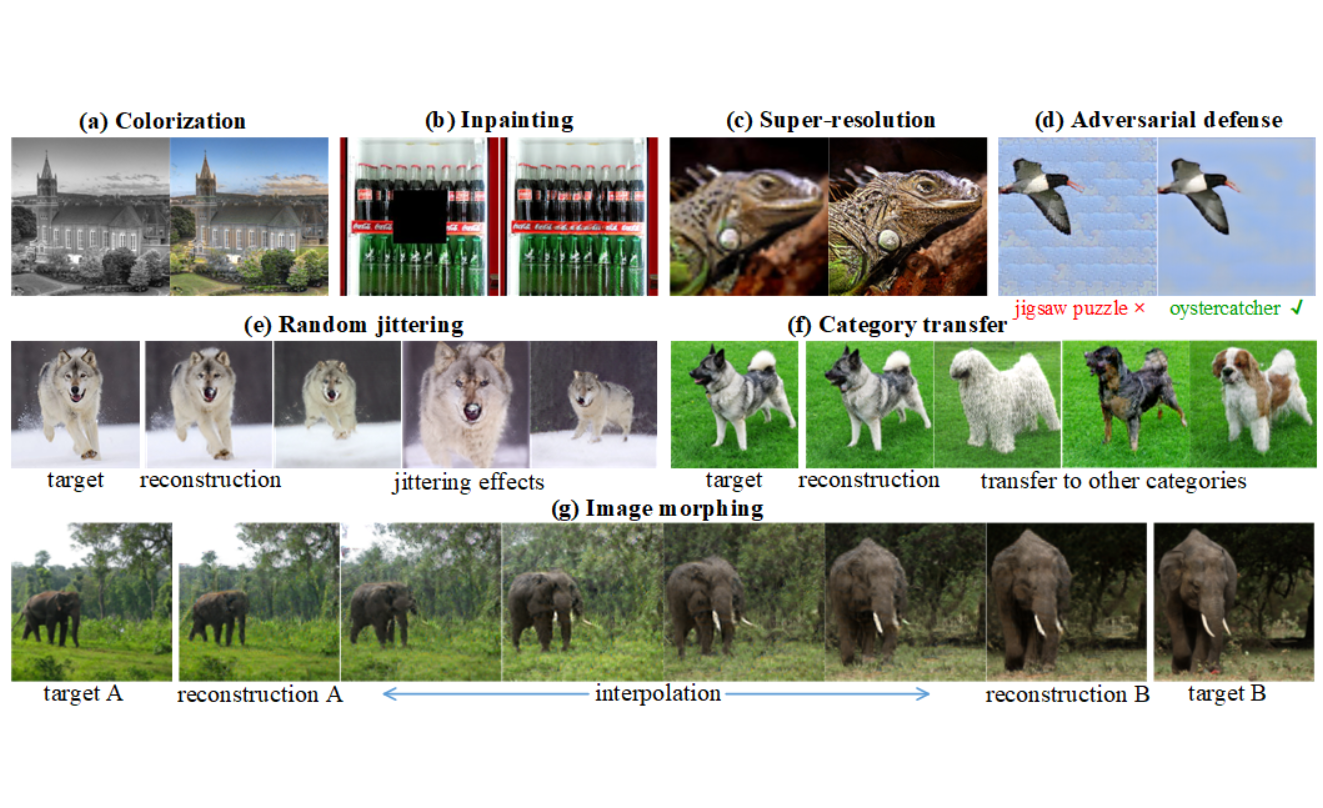 (a) Colorization
(b) Inpainting
(c) Super-resolution
(d) Adversarial defense
jigsaw puzzle ×
oystercatcher ✓
(e) Random jittering
(f) Category transfer
target
reconstruction
jittering effects
target
reconstruction
transfer to other categories
(g) Image morphing
target A
reconstruction A
interpolation
reconstruction B
target B